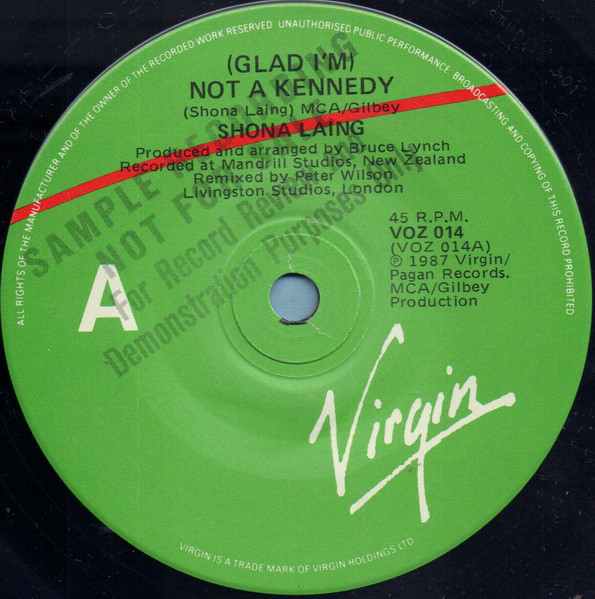 ALL RIGHTS OF THE MANUFACTURER AND OF THE OWNER OF THE RECORDED WORK RESERVED UNAUTHORISED PUBLIC PERFORMANCE, BROADCASTING AND COPYING OF THIS RECORD PROHIBITED
(GLAD I'M)
NOT A KENNEDY
(Shona Laing) MCA/Gilbey
SHONA LAING
Produced and arranged by Bruce Lynch
Recorded at Mandrill Studios, New Zealand
Remixed by Peter Wilson
Livingston Studios, London
SAMPLE RECORDING
NOT F
For Record Review
Demonstration Purposes Only
45 R.P.M.
VOZ 014
(VOZ 014A)
℗ 1987 Virgin/
Pagan Records.
MCA/Gilbey
Production
A
Virgin
VIRGIN IS A TRADE MARK OF VIRGIN HOLDINGS LTD